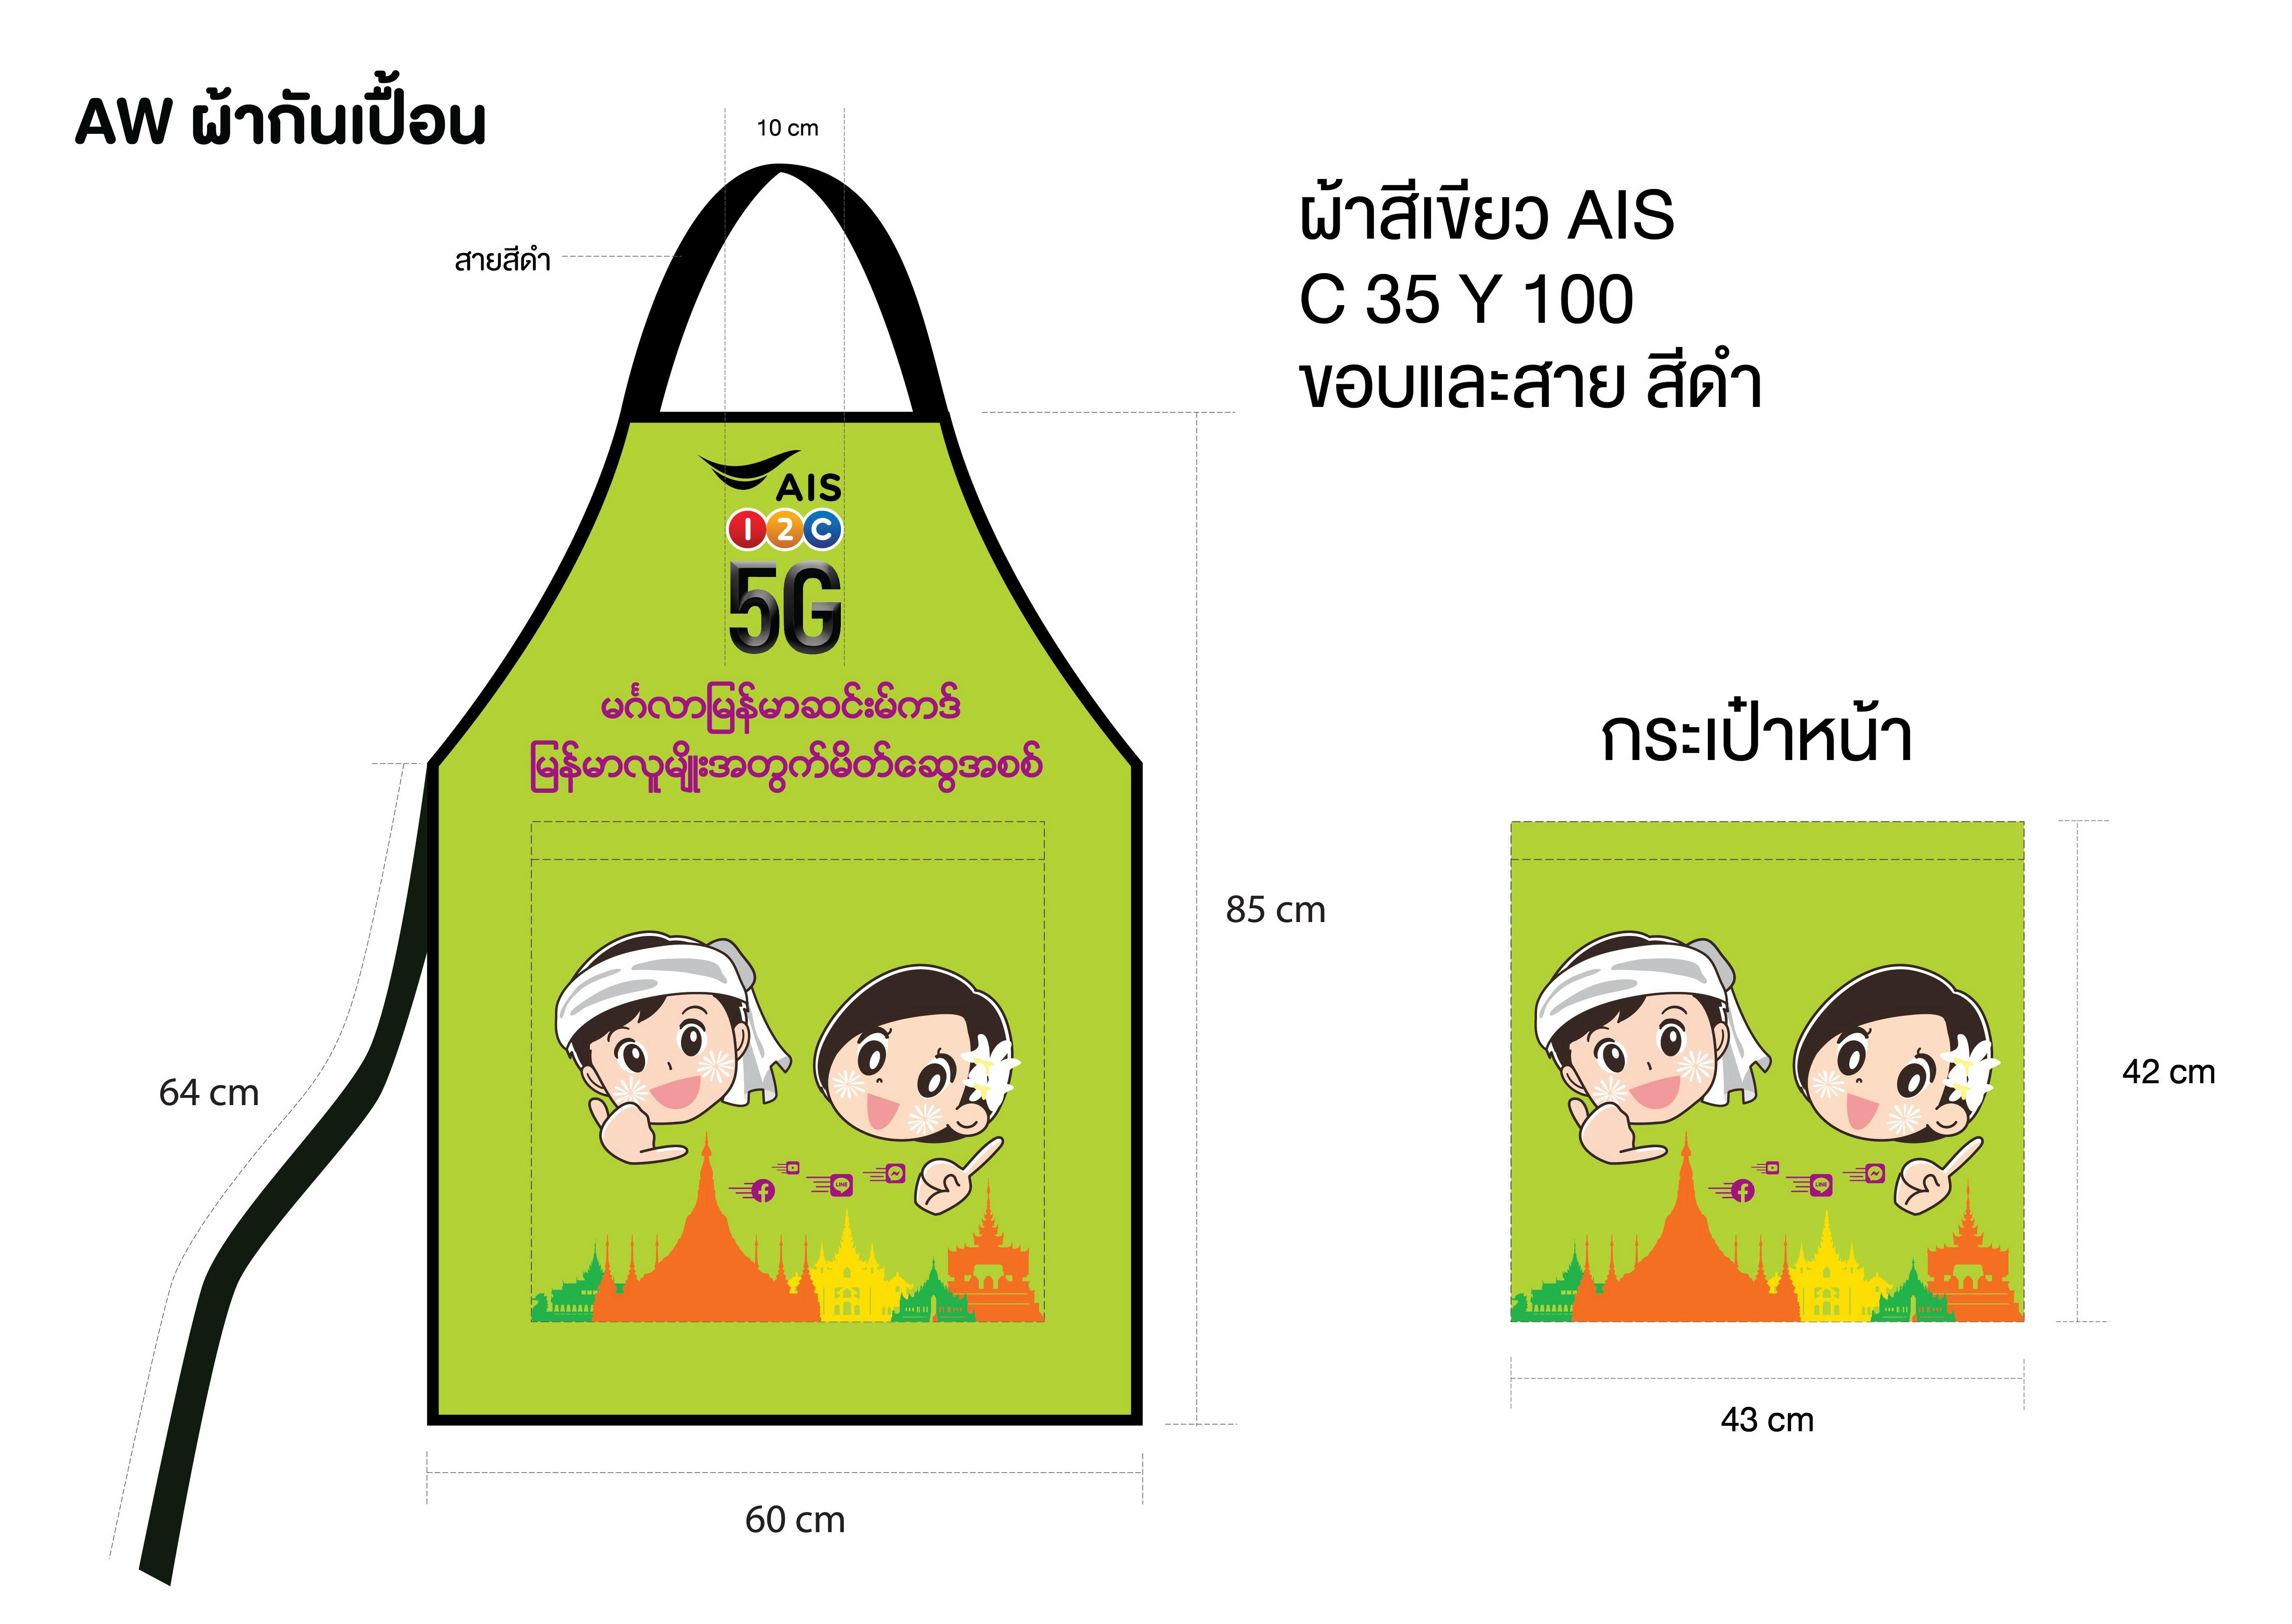 AW ผ้ากันเปื้อน
10 cm
สายสีดำ
ผ้าสีเขียว AIS
C 35 Y 100
ขอบและสาย สีดำ
AIS
12C
5G
မင်္ဂလာမြန်မာဆင်းမ်ကဒ်
မြန်မာလူမျိုးအတွက်မိတ်ဆွေအစစ်
85 cm
64 cm
60 cm
กระเป๋าหน้า
LINE
LINE
42 cm
43 cm